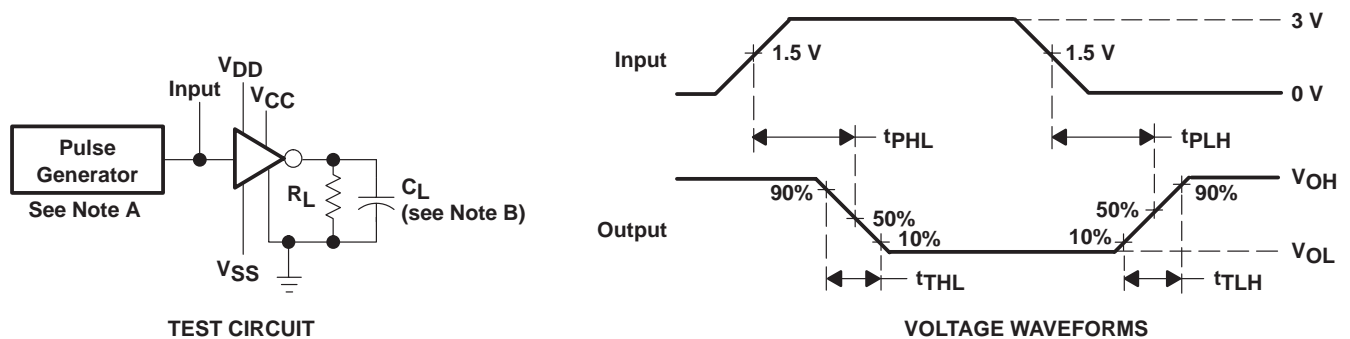 VDD
Input
VCC
Pulse
Generator
See Note A
RL
CL
(see Note B)
VSS
TEST CIRCUIT
3 V
Input
1.5 V
1.5 V
0 V
tPHL
tPLH
VOH
90%
90%
50%
50%
Output
10%
10%
VOL
tTHL
tTLH
VOLTAGE WAVEFORMS